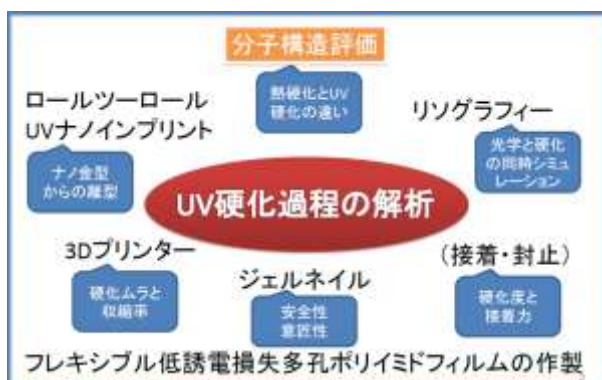 分子構造評価
熱硬化とUV
硬化の違い
ロールツーロール
UVナノインプリント
ナノ金型
からの離型
リソグラフィー
光学と硬化
の同時シミュ
レーション
UV硬化過程の解析
3Dプリンター
硬化ムラと
収縮率
ジェルネイル
安全性
意匠性
(接着・封止)
硬化度と
接着力
フレキシブル低誘電損失多孔ポリイミドフィルムの作製